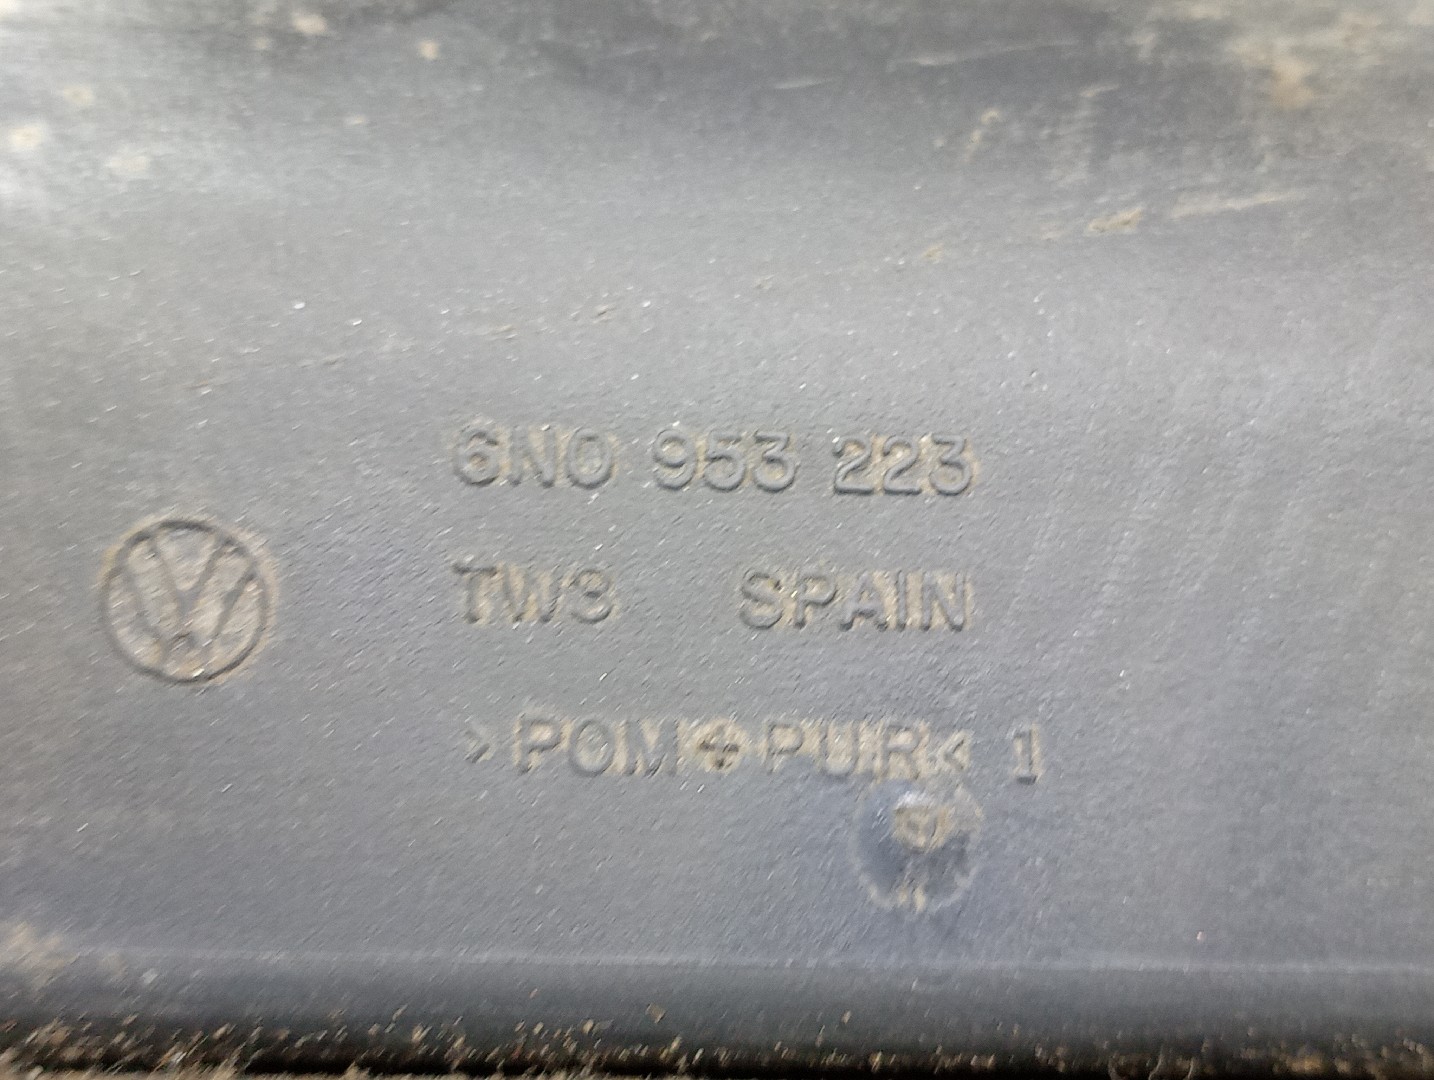 6N0 953 223
TW3 SPAIN
>POM+PUR< 1